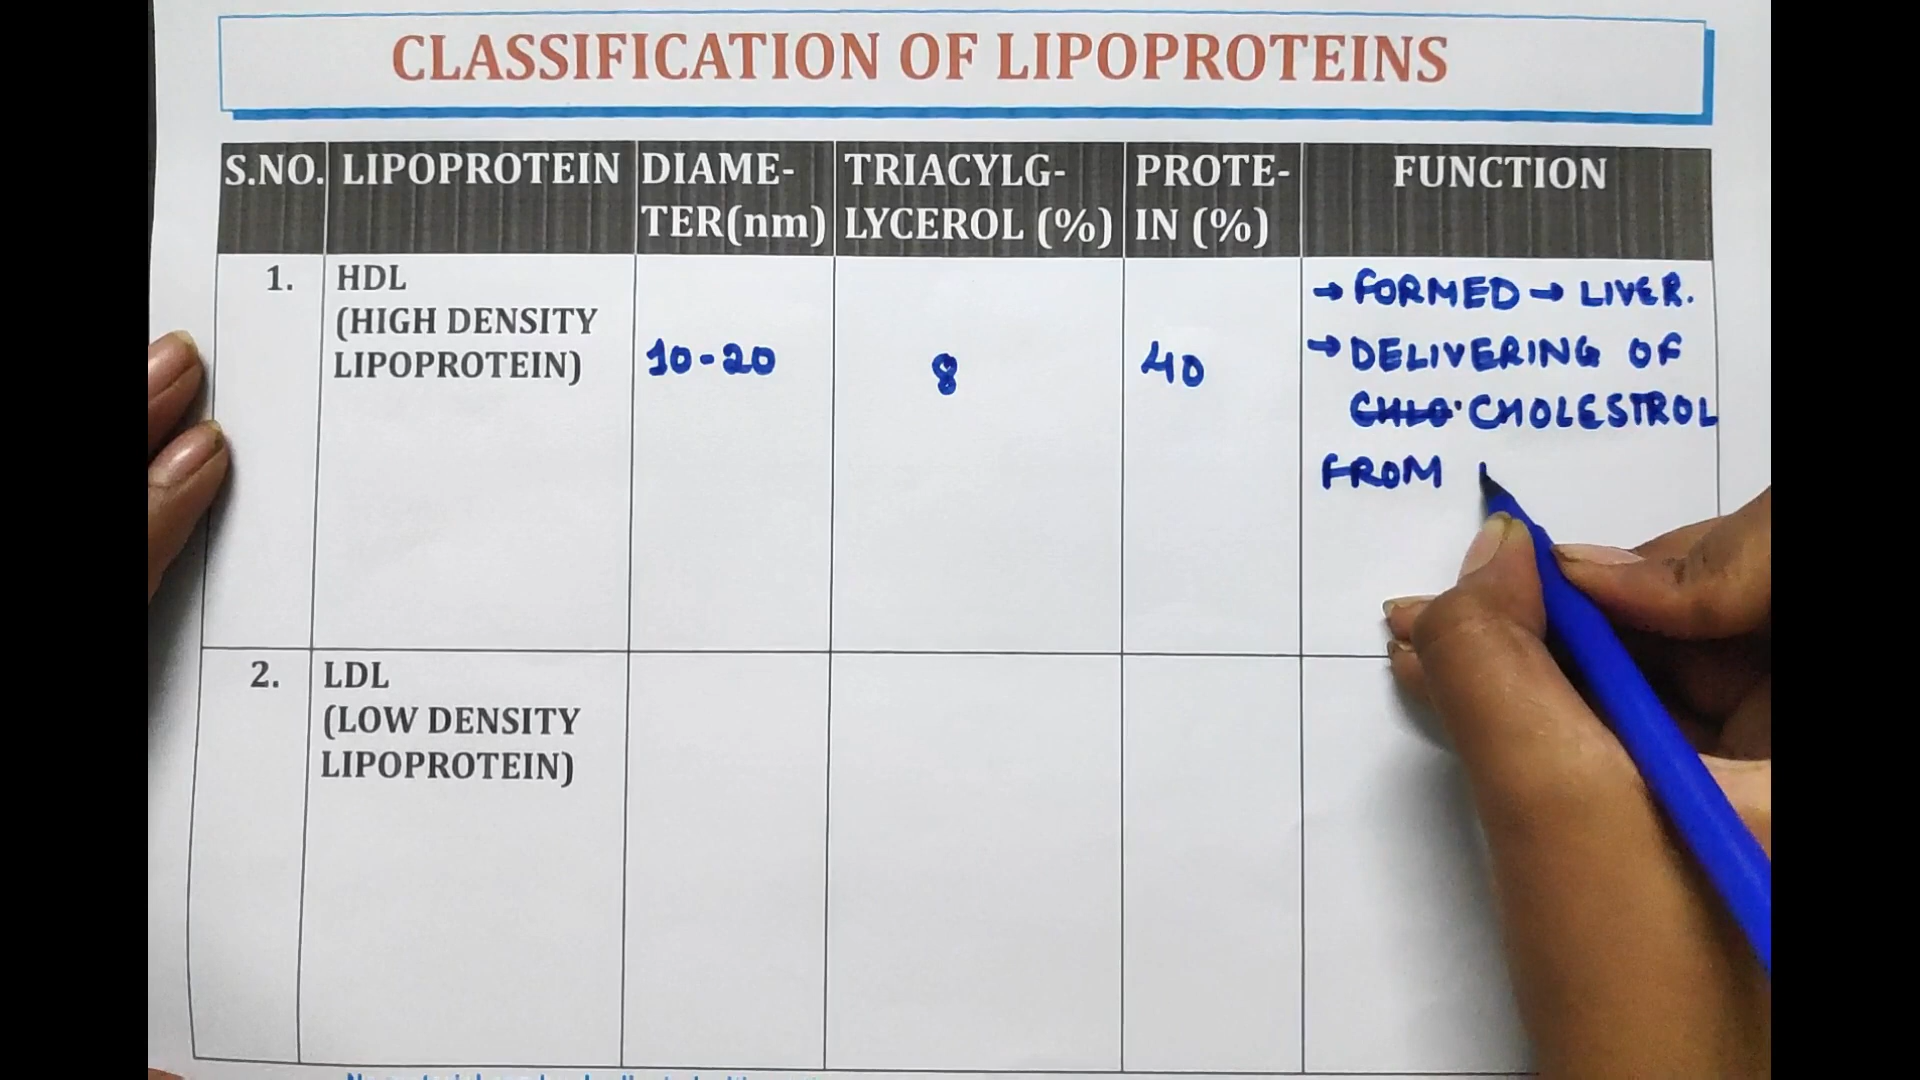 CLASSIFICATION OF LIPOPROTEINS
S.NO. LIPOPROTEIN DIAME-TER(nm) TRIACYLG-LYCEROL (%) PROTE-IN (%) FUNCTION
1.
HDL
(HIGH DENSITY
LIPOPROTEIN)
10-20
8
40
→ FORMED → LIVER.
→ DELIVERING OF
CHLO. CHOLESTROL
FROM
2.
LDL
(LOW DENSITY
LIPOPROTEIN)